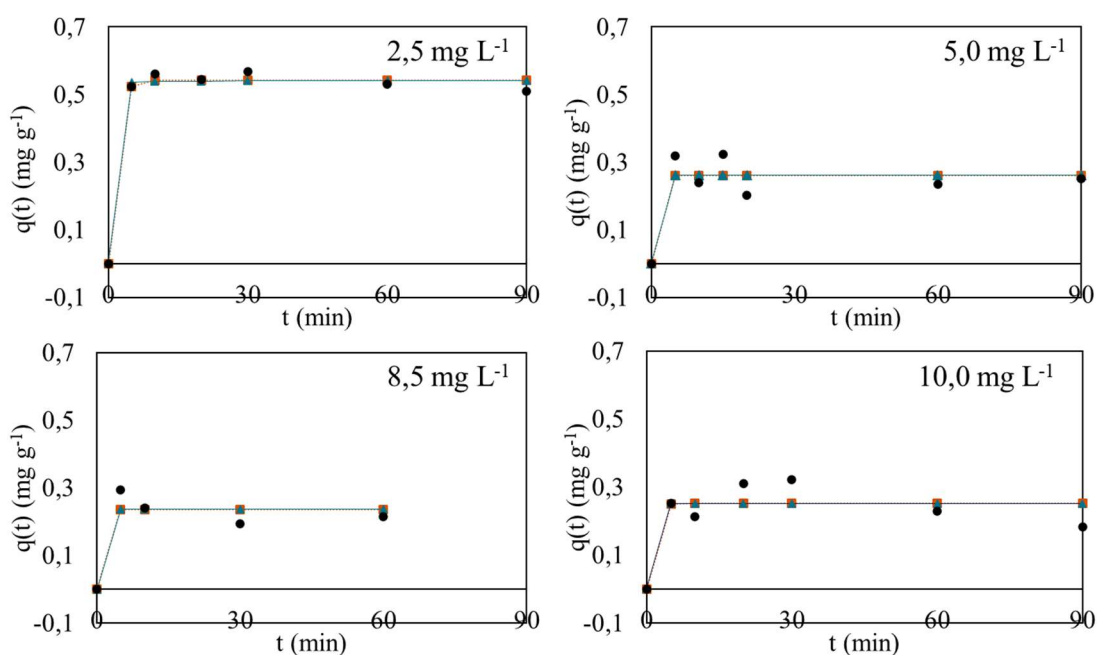 0,7
2,5 mg L⁻¹
0,5
0,3
0,1
-0,1
0 30 60 90
t (min)
q(t) (mg g⁻¹)
0,7
5,0 mg L⁻¹
0,5
0,3
0,1
-0,1
0 30 60 90
t (min)
q(t) (mg g⁻¹)
0,7
8,5 mg L⁻¹
0,5
0,3
0,1
-0,1
0 30 60 90
t (min)
q(t) (mg g⁻¹)
0,7
10,0 mg L⁻¹
0,5
0,3
0,1
-0,1
0 30 60 90
t (min)
q(t) (mg g⁻¹)